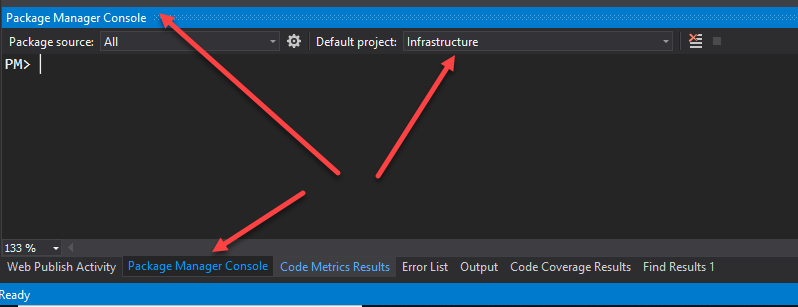 Package Manager Console
Package source: All Default project: Infrastructure
PM>
133 %
Web Publish Activity Package Manager Console Code Metrics Results Error List Output Code Coverage Results Find Results 1
Ready